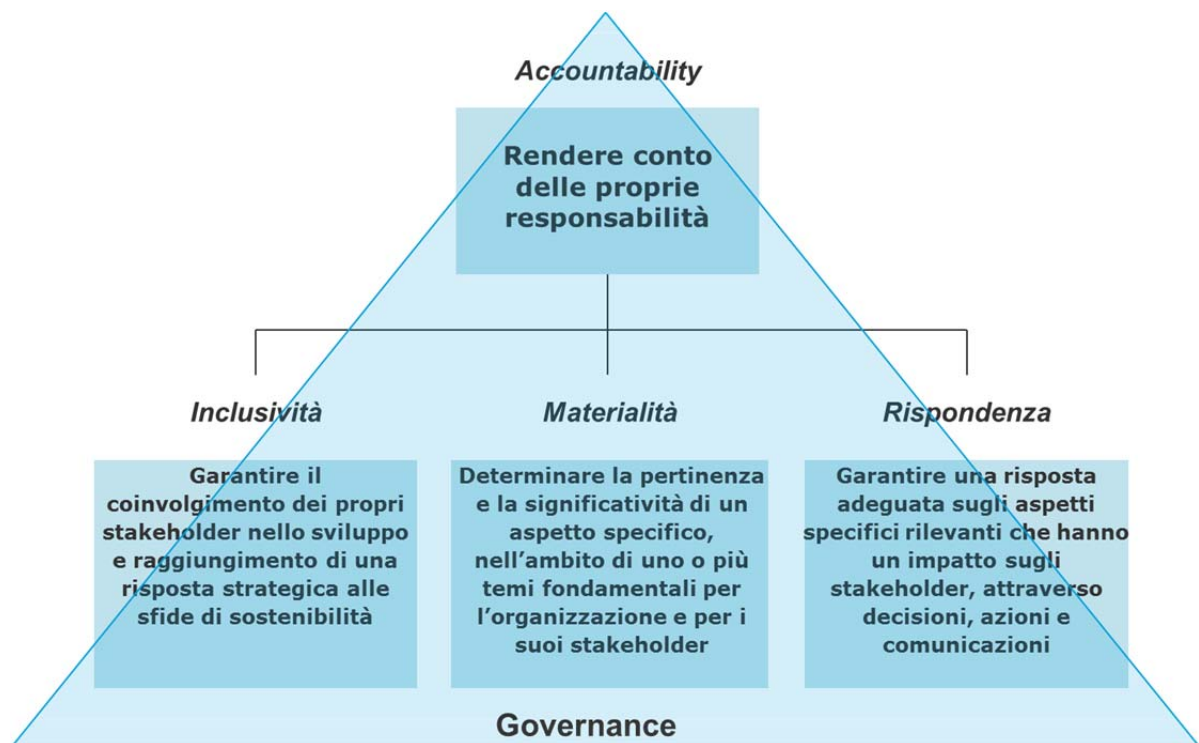 Accountability
Rendere conto
delle proprie
responsabilità
Inclusività
Garantire il
coinvolgimento dei propri
stakeholder nello sviluppo
e raggiungimento di una
risposta strategica alle
sfide di sostenibilità
Materialità
Determinare la pertinenza
e la significatività di un
aspetto specifico,
nell’ambito di uno o più
temi fondamentali per
l’organizzazione e per i
suoi stakeholder
Rispondenza
Garantire una risposta
adeguata sugli aspetti
specifici rilevanti che hanno
un impatto sugli
stakeholder, attraverso
decisioni, azioni e
comunicazioni
Governance